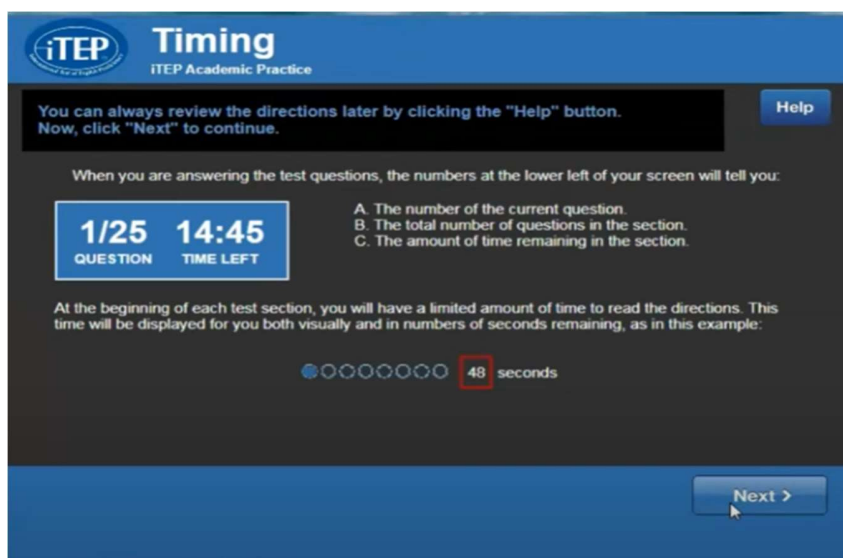 iTEP
Timing
iTEP Academic Practice
You can always review the directions later by clicking the "Help" button.
Now, click "Next" to continue.
Help
When you are answering the test questions, the numbers at the lower left of your screen will tell you:
1/25 14:45
QUESTION TIME LEFT
A. The number of the current question.
B. The total number of questions in the section.
C. The amount of time remaining in the section.
At the beginning of each test section, you will have a limited amount of time to read the directions. This
time will be displayed for you both visually and in numbers of seconds remaining, as in this example:
48 seconds
Next >